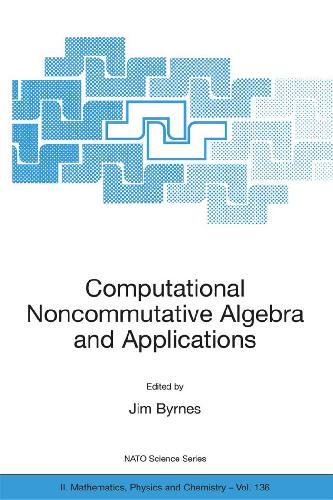 Computational
Noncommutative Algebra
and Applications
Edited by
Jim Byrnes
NATO Science Series
II. Mathematics, Physics and Chemistry – Vol. 136